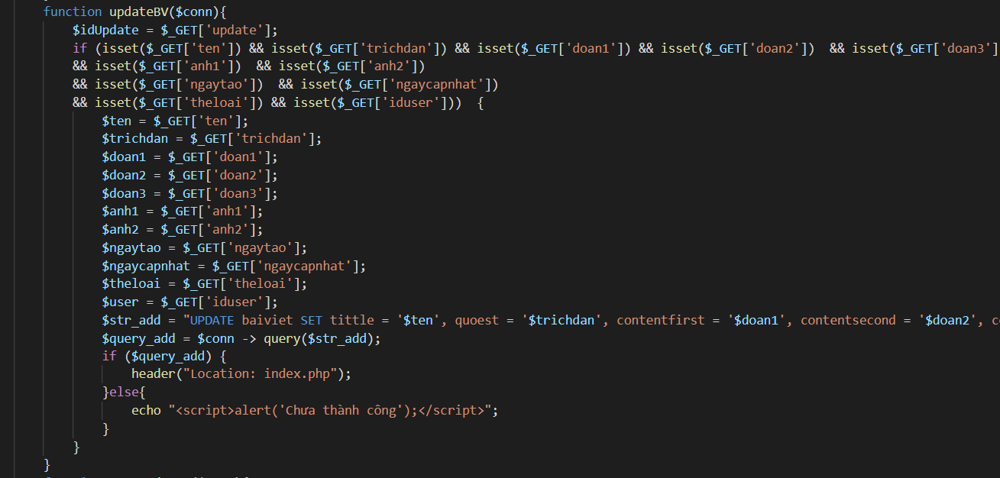 function updateBV($conn){
$idUpdate = $_GET['update'];
if (isset($_GET['ten']) && isset($_GET['trichdan']) && isset($_GET['doan1']) && isset($_GET['doan2'])  && isset($_GET['doan3']
&& isset($_GET['anh1'])  && isset($_GET['anh2'])
&& isset($_GET['ngaytao'])  && isset($_GET['ngaycapnhat'])
&& isset($_GET['theloai']) && isset($_GET['iduser']))  {
$ten = $_GET['ten'];
$trichdan = $_GET['trichdan'];
$doan1 = $_GET['doan1'];
$doan2 = $_GET['doan2'];
$doan3 = $_GET['doan3'];
$anh1 = $_GET['anh1'];
$anh2 = $_GET['anh2'];
$ngaytao = $_GET['ngaytao'];
$ngaycapnhat = $_GET['ngaycapnhat'];
$theloai = $_GET['theloai'];
$user = $_GET['iduser'];
$str_add = "UPDATE baiviet SET tittle = '$ten', quoest = '$trichdan', contentfirst = '$doan1', contentsecond = '$doan2',
$query_add = $conn -> query($str_add);
if ($query_add) {
header("Location: index.php");
}else{
echo "<script>alert('Chưa thành công');</script>";
}
}
}